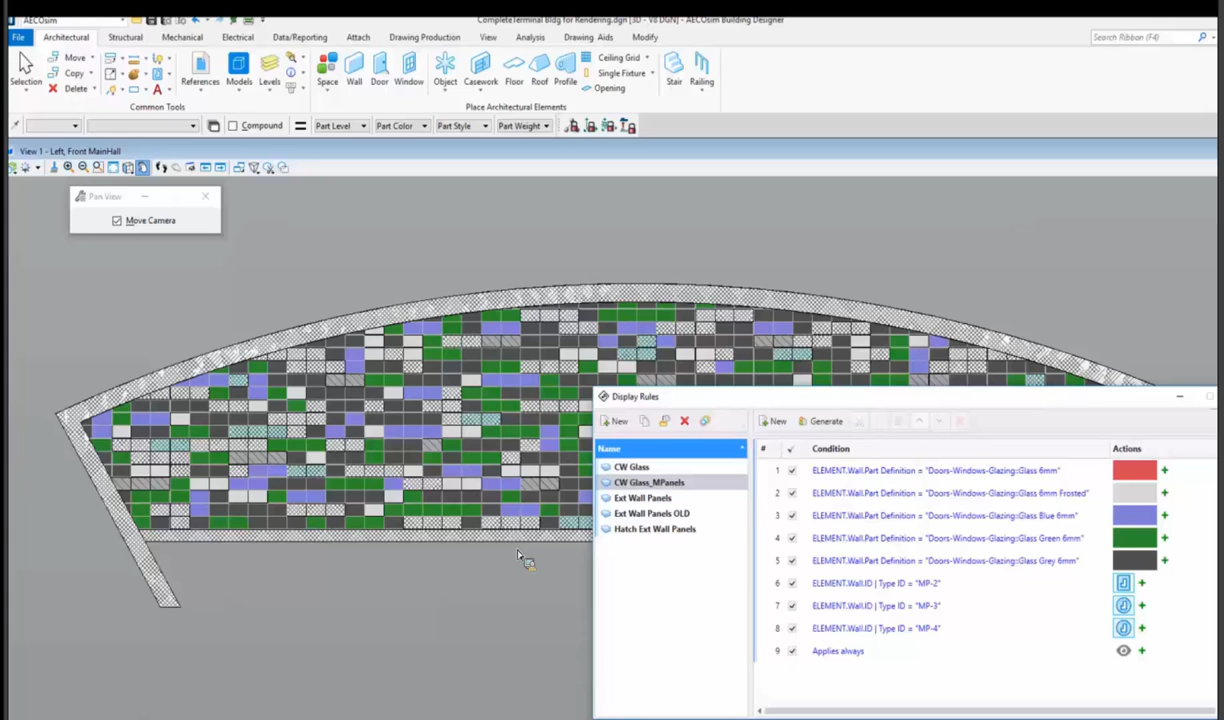 AECOsim
CompleteTerminal Bldg for Rendering.dgn [3D - V8 DGN] - AECOsim Building Designer
File Architectural Structural Mechanical Electrical Data/Reporting Attach Drawing Production View Analysis Drawing Aids Modify
Search Ribbon (F4)
Selection
Move
Copy
Delete
References Models Levels
Common Tools
Space Wall Door Window Object Casework Floor Roof Profile
Ceiling Grid
Single Fixture
Opening
Stair Railing
Place Architectural Elements
Compound Part Level Part Color Part Style Part Weight
View 1 - Left, Front MainHall
Pan View
Move Camera
Display Rules
New
Name
CW Glass
CW Glass_MPanels
Ext Wall Panels
Ext Wall Panels OLD
Hatch Ext Wall Panels
New Generate
# Condition Actions
1 ELEMENT.Wall.Part Definition = "Doors-Windows-Glazing::Glass 6mm"
2 ELEMENT.Wall.Part Definition = "Doors-Windows-Glazing::Glass 6mm Frosted"
3 ELEMENT.Wall.Part Definition = "Doors-Windows-Glazing::Glass Blue 6mm"
4 ELEMENT.Wall.Part Definition = "Doors-Windows-Glazing::Glass Green 6mm"
5 ELEMENT.Wall.Part Definition = "Doors-Windows-Glazing::Glass Grey 6mm"
6 ELEMENT.Wall.ID | Type ID = "MP-2"
7 ELEMENT.Wall.ID | Type ID = "MP-3"
8 ELEMENT.Wall.ID | Type ID = "MP-4"
9 Applies always